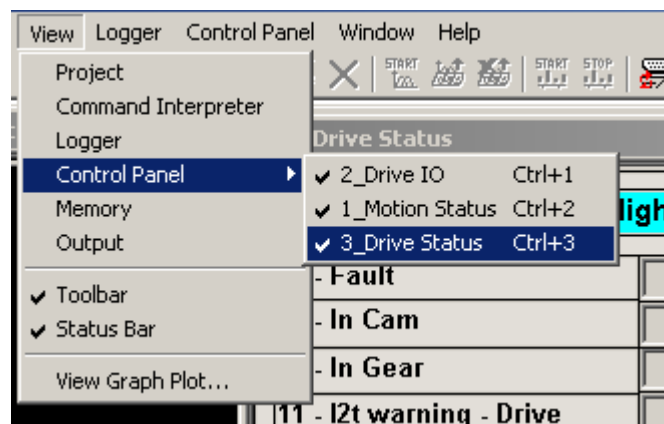 View Logger Control Panel Window Help
START START STOP
Project
Command Interpreter
Logger
Drive Status
Control Panel
2_Drive IO Ctrl+1
Memory
1_Motion Status Ctrl+2
Output
3_Drive Status Ctrl+3
- Fault
Toolbar
- In Cam
Status Bar
- In Gear
View Graph Plot...
11 - I2t warning - Drive